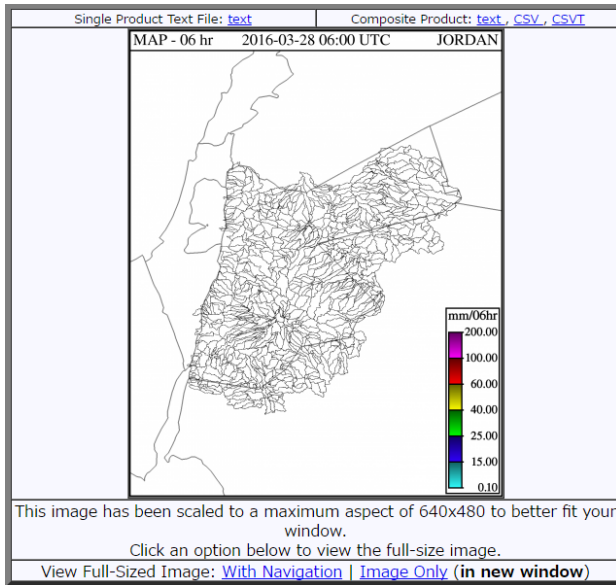 Single Product Text File: text
Composite Product: text , CSV , CSVT
MAP - 06 hr 2016-03-28 06:00 UTC JORDAN
mm/06hr
200.00
100.00
60.00
40.00
25.00
15.00
0.10
This image has been scaled to a maximum aspect of 640x480 to better fit your
window.
Click an option below to view the full-size image.
View Full-Sized Image: With Navigation | Image Only (in new window)